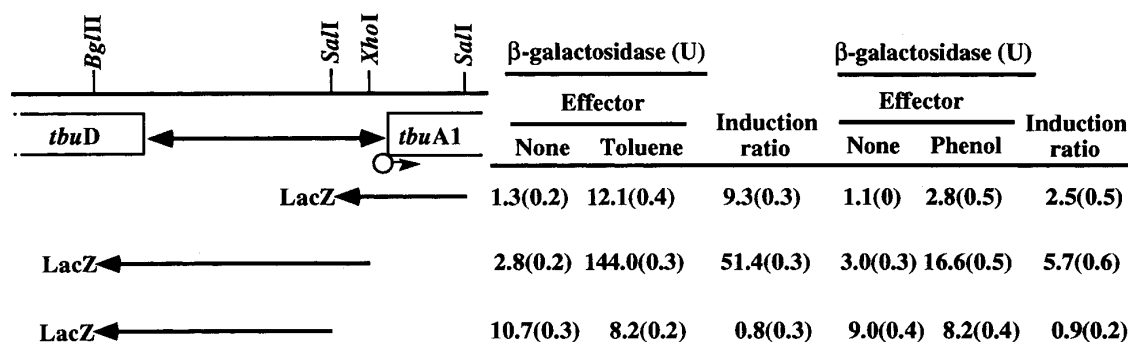 BglII SalI XhoI SalI
β-galactosidase (U) β-galactosidase (U)
Effector Effector
Induction ratio Induction ratio
None Toluene None Phenol
tbuD tbuA1
LacZ 1.3(0.2) 12.1(0.4) 9.3(0.3) 1.1(0) 2.8(0.5) 2.5(0.5)
LacZ 2.8(0.2) 144.0(0.3) 51.4(0.3) 3.0(0.3) 16.6(0.5) 5.7(0.6)
LacZ 10.7(0.3) 8.2(0.2) 0.8(0.3) 9.0(0.4) 8.2(0.4) 0.9(0.2)